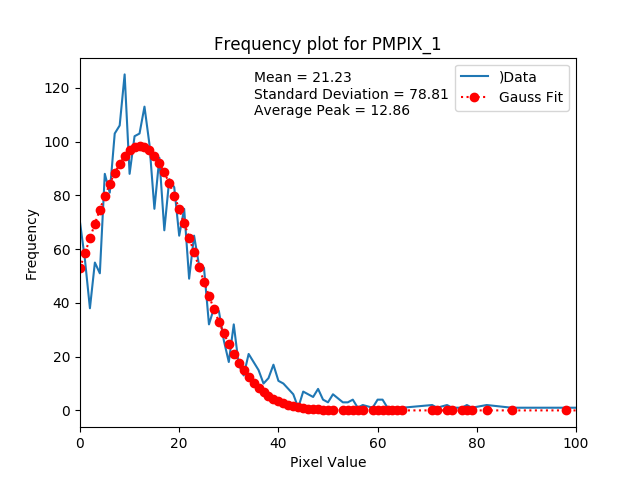 Frequency plot for PMPIX_1
Mean = 21.23
Standard Deviation = 78.81
Average Peak = 12.86
)Data
Gauss Fit
Frequency
120
100
80
60
40
20
0
0 20 40 60 80 100
Pixel Value